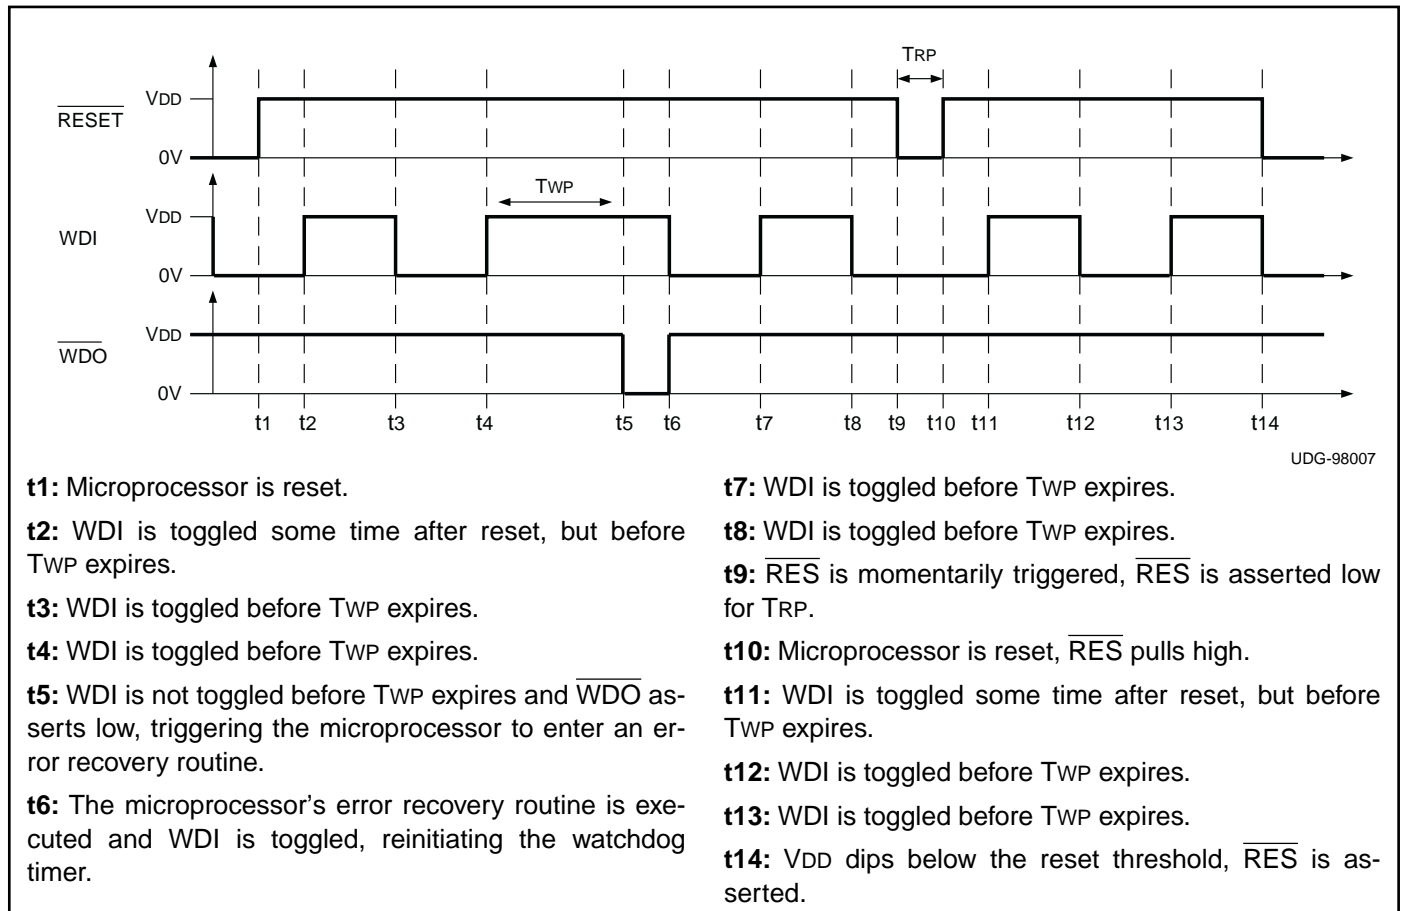 TRP
VDD
RESET
0V
TWP
VDD
WDI
0V
VDD
WDO
0V
t1 t2 t3 t4 t5 t6 t7 t8 t9 t10 t11 t12 t13 t14
UDG-98007
t1: Microprocessor is reset.
t2: WDI is toggled some time after reset, but before
TWP expires.
t3: WDI is toggled before TWP expires.
t4: WDI is toggled before TWP expires.
t5: WDI is not toggled before TWP expires and WDO as-
serts low, triggering the microprocessor to enter an er-
ror recovery routine.
t6: The microprocessor's error recovery routine is exe-
cuted and WDI is toggled, reinitiating the watchdog
timer.
t7: WDI is toggled before TWP expires.
t8: WDI is toggled before TWP expires.
t9: RES is momentarily triggered, RES is asserted low
for TRP.
t10: Microprocessor is reset, RES pulls high.
t11: WDI is toggled some time after reset, but before
TWP expires.
t12: WDI is toggled before TWP expires.
t13: WDI is toggled before TWP expires.
t14: VDD dips below the reset threshold, RES is as-
serted.